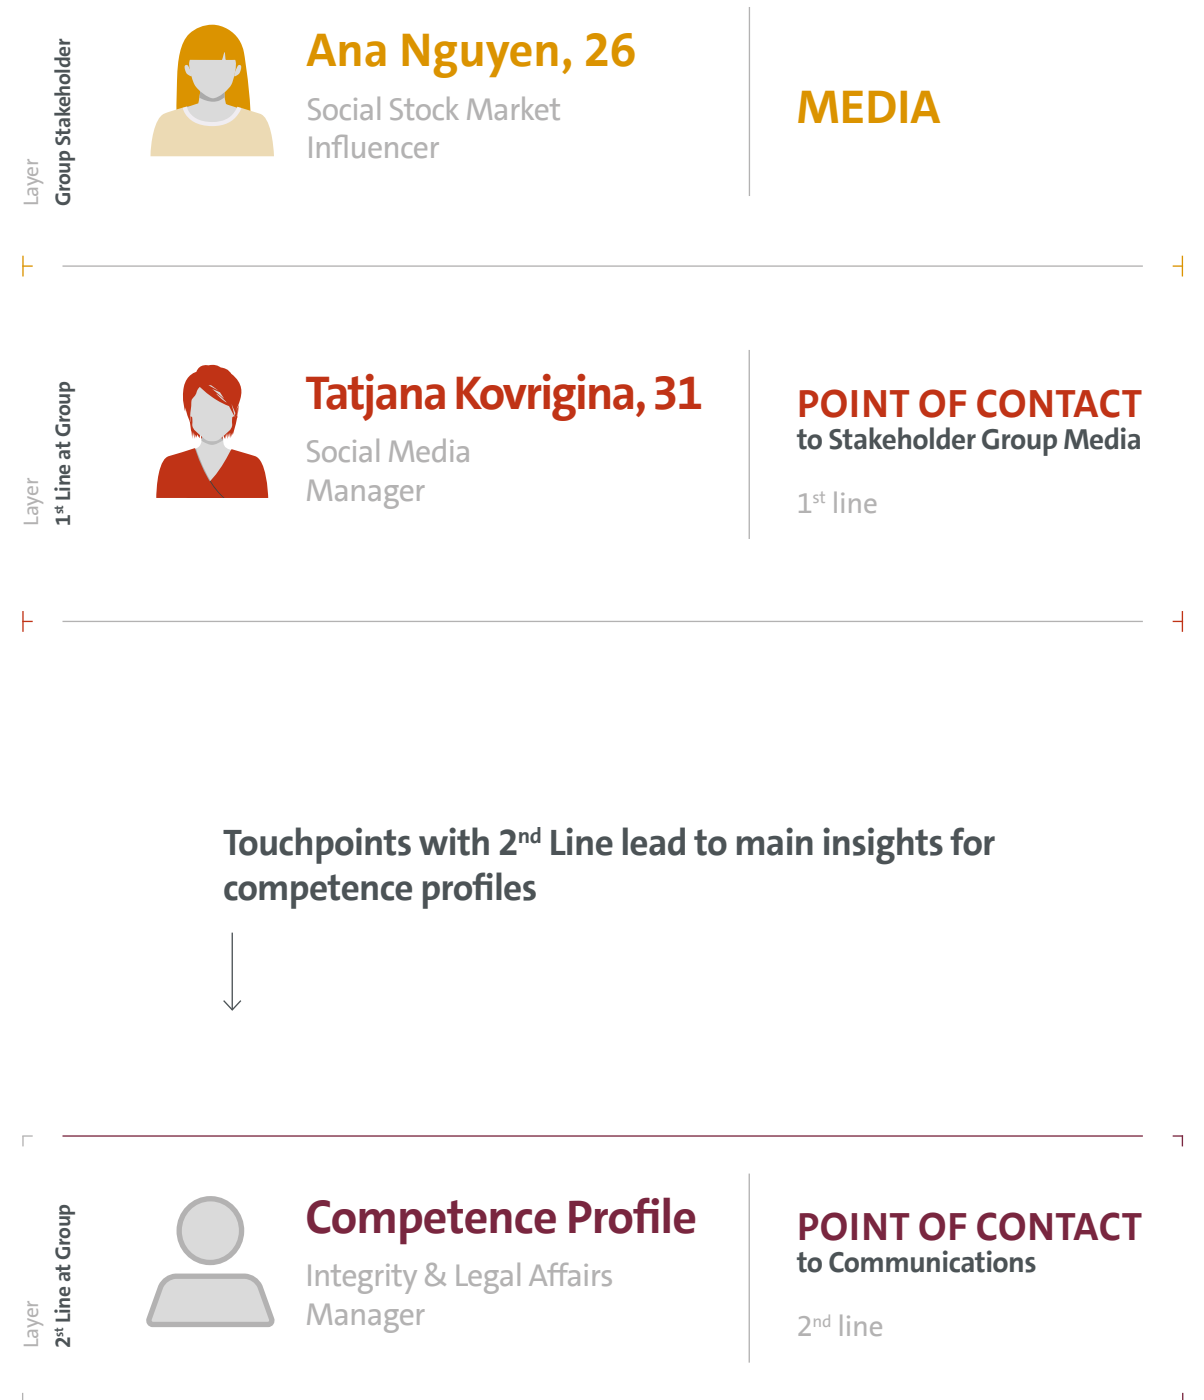 Layer
Group Stakeholder
Ana Nguyen, 26
Social Stock Market
Influencer
MEDIA
Layer
1st Line at Group
Tatjana Kovrigina, 31
Social Media
Manager
POINT OF CONTACT
to Stakeholder Group Media
1st line
Touchpoints with 2nd Line lead to main insights for
competence profiles
Layer
2st Line at Group
Competence Profile
Integrity & Legal Affairs
Manager
POINT OF CONTACT
to Communications
2nd line